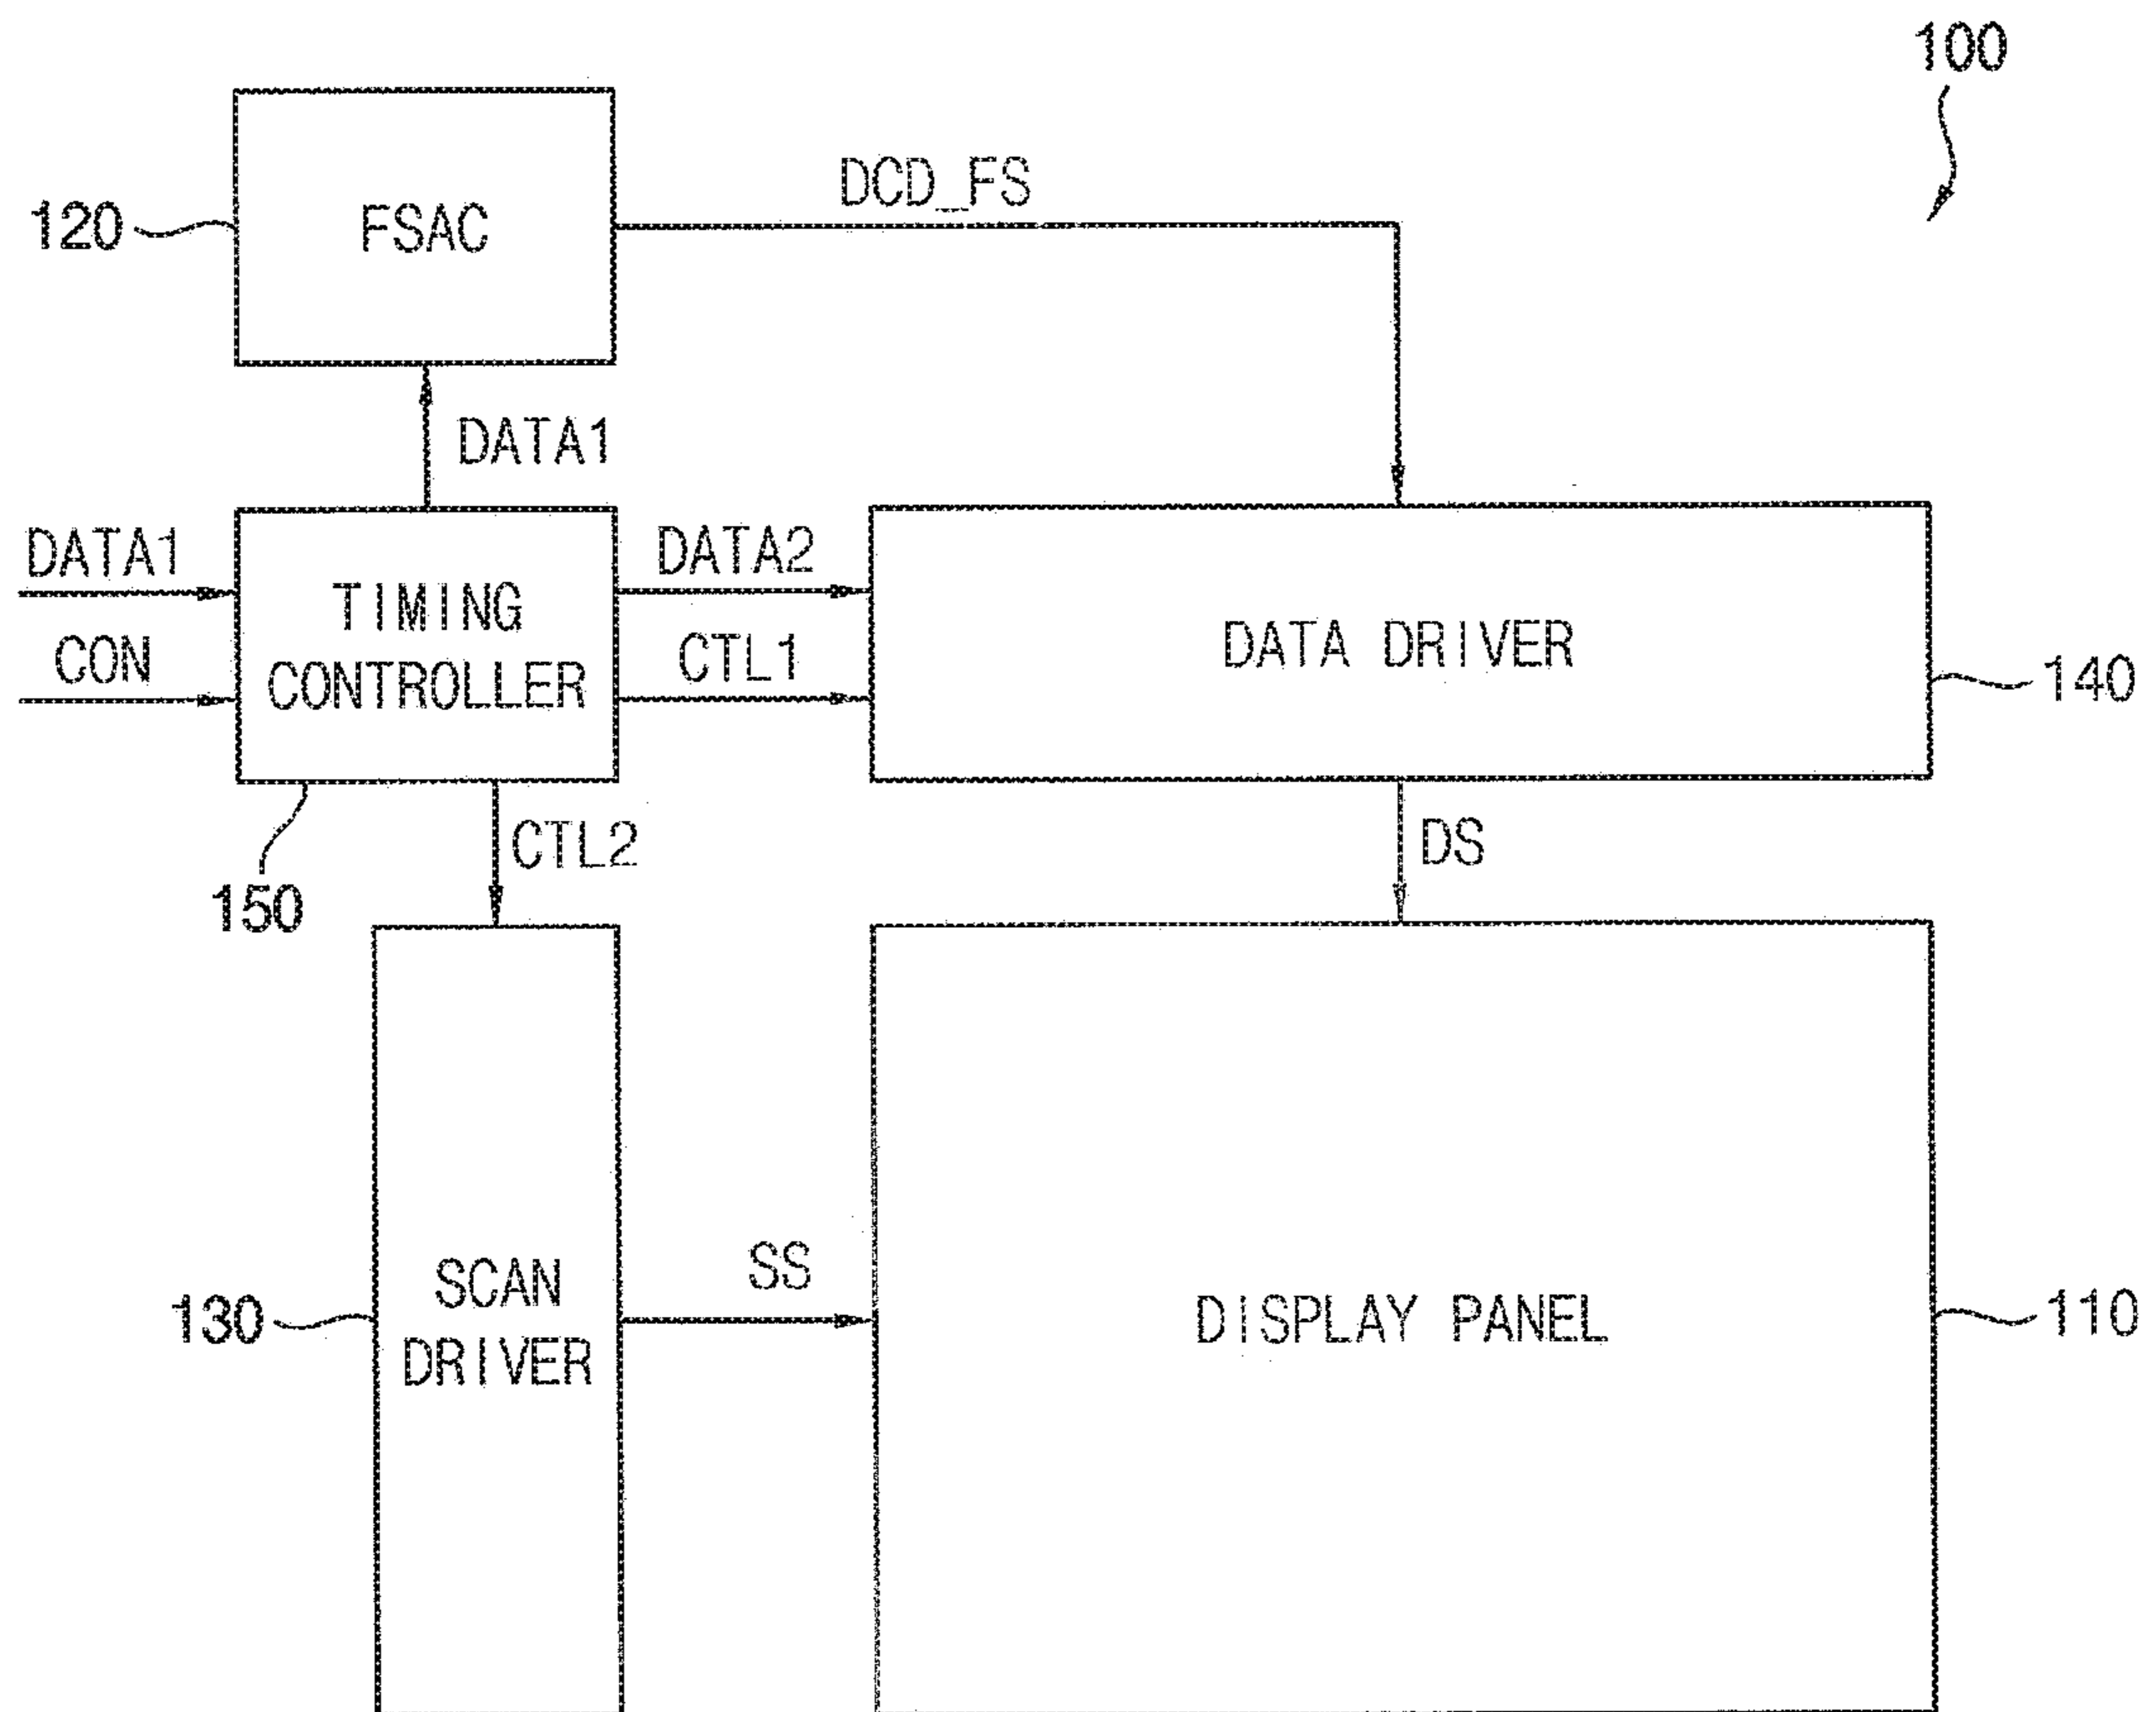 100
DCD_FS
120
FSAC
DATA1
DATA1
DATA2
TIMING
CONTROLLER
CON
CTL1
DATA DRIVER
140
CTL2
DS
150
SS
SCAN
DRIVER
130
DISPLAY PANEL
110